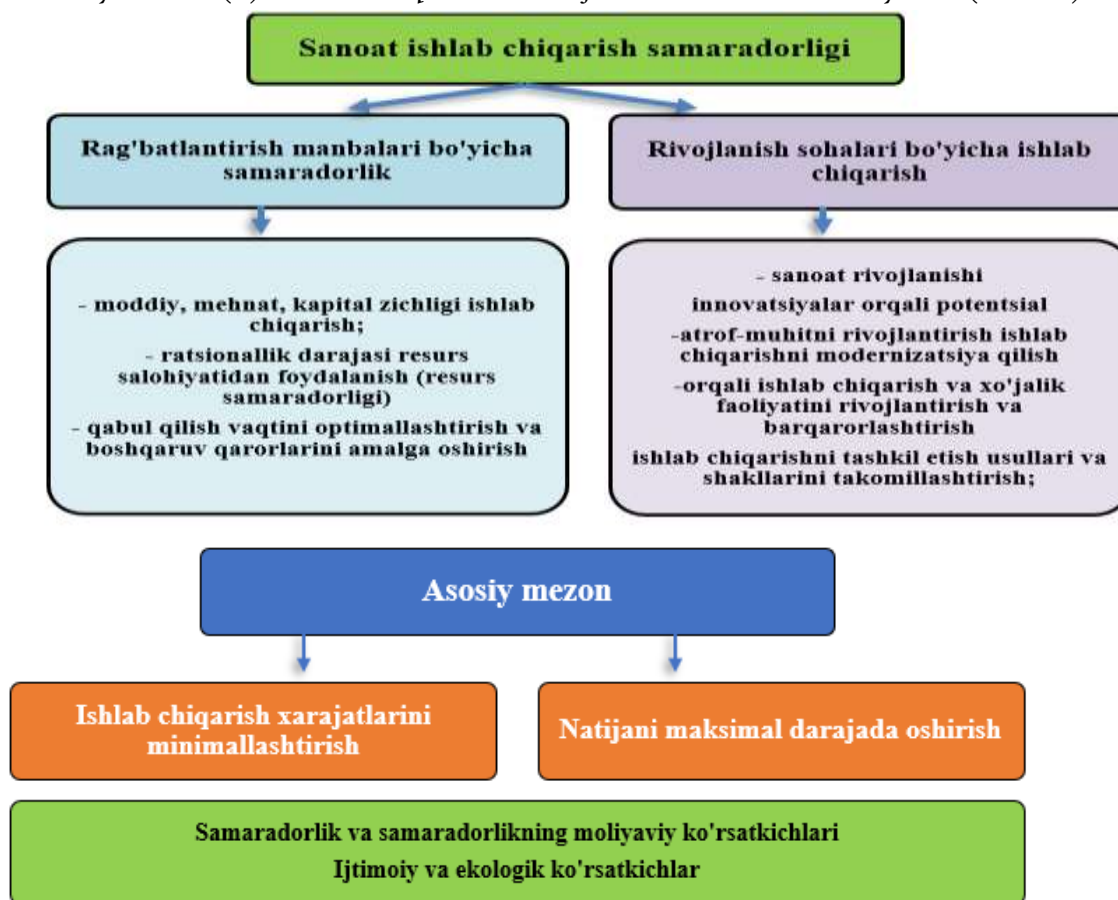 Sanoat ishlab chiqarish samaradorligi
Rag'batlantirish manbalari bo'yicha
samaradorlik
Rivojlanish sohalari bo'yicha ishlab
chiqarish
- moddiy, mehnat, kapital zichligi ishlab
chiqarish;
- ratsionallik darajasi resurs
salohiyatidan foydalanish (resurs
samaradorligi)
- qabul qilish vaqtini optimallashtirish va
boshqaruv qarorlarini amalga oshirish
- sanoat rivojlanishi
innovatsiyalar orqali potentsial
-atrof-muhitni rivojlantirish ishlab
chiqarishni modernizatsiya qilish
-orqali ishlab chiqarish va xo'jalik
faoliyatini rivojlantirish va
barqarorlashtirish
ishlab chiqarishni tashkil etish usullari va
shakllarini takomillashtirish;
Asosiy mezon
Ishlab chiqarish xarajatlarini
minimallashtirish
Natijani maksimal darajada oshirish
Samaradorlik va samaradorlikning moliyaviy ko'rsatkichlari
Ijtimoiy va ekologik ko'rsatkichlar